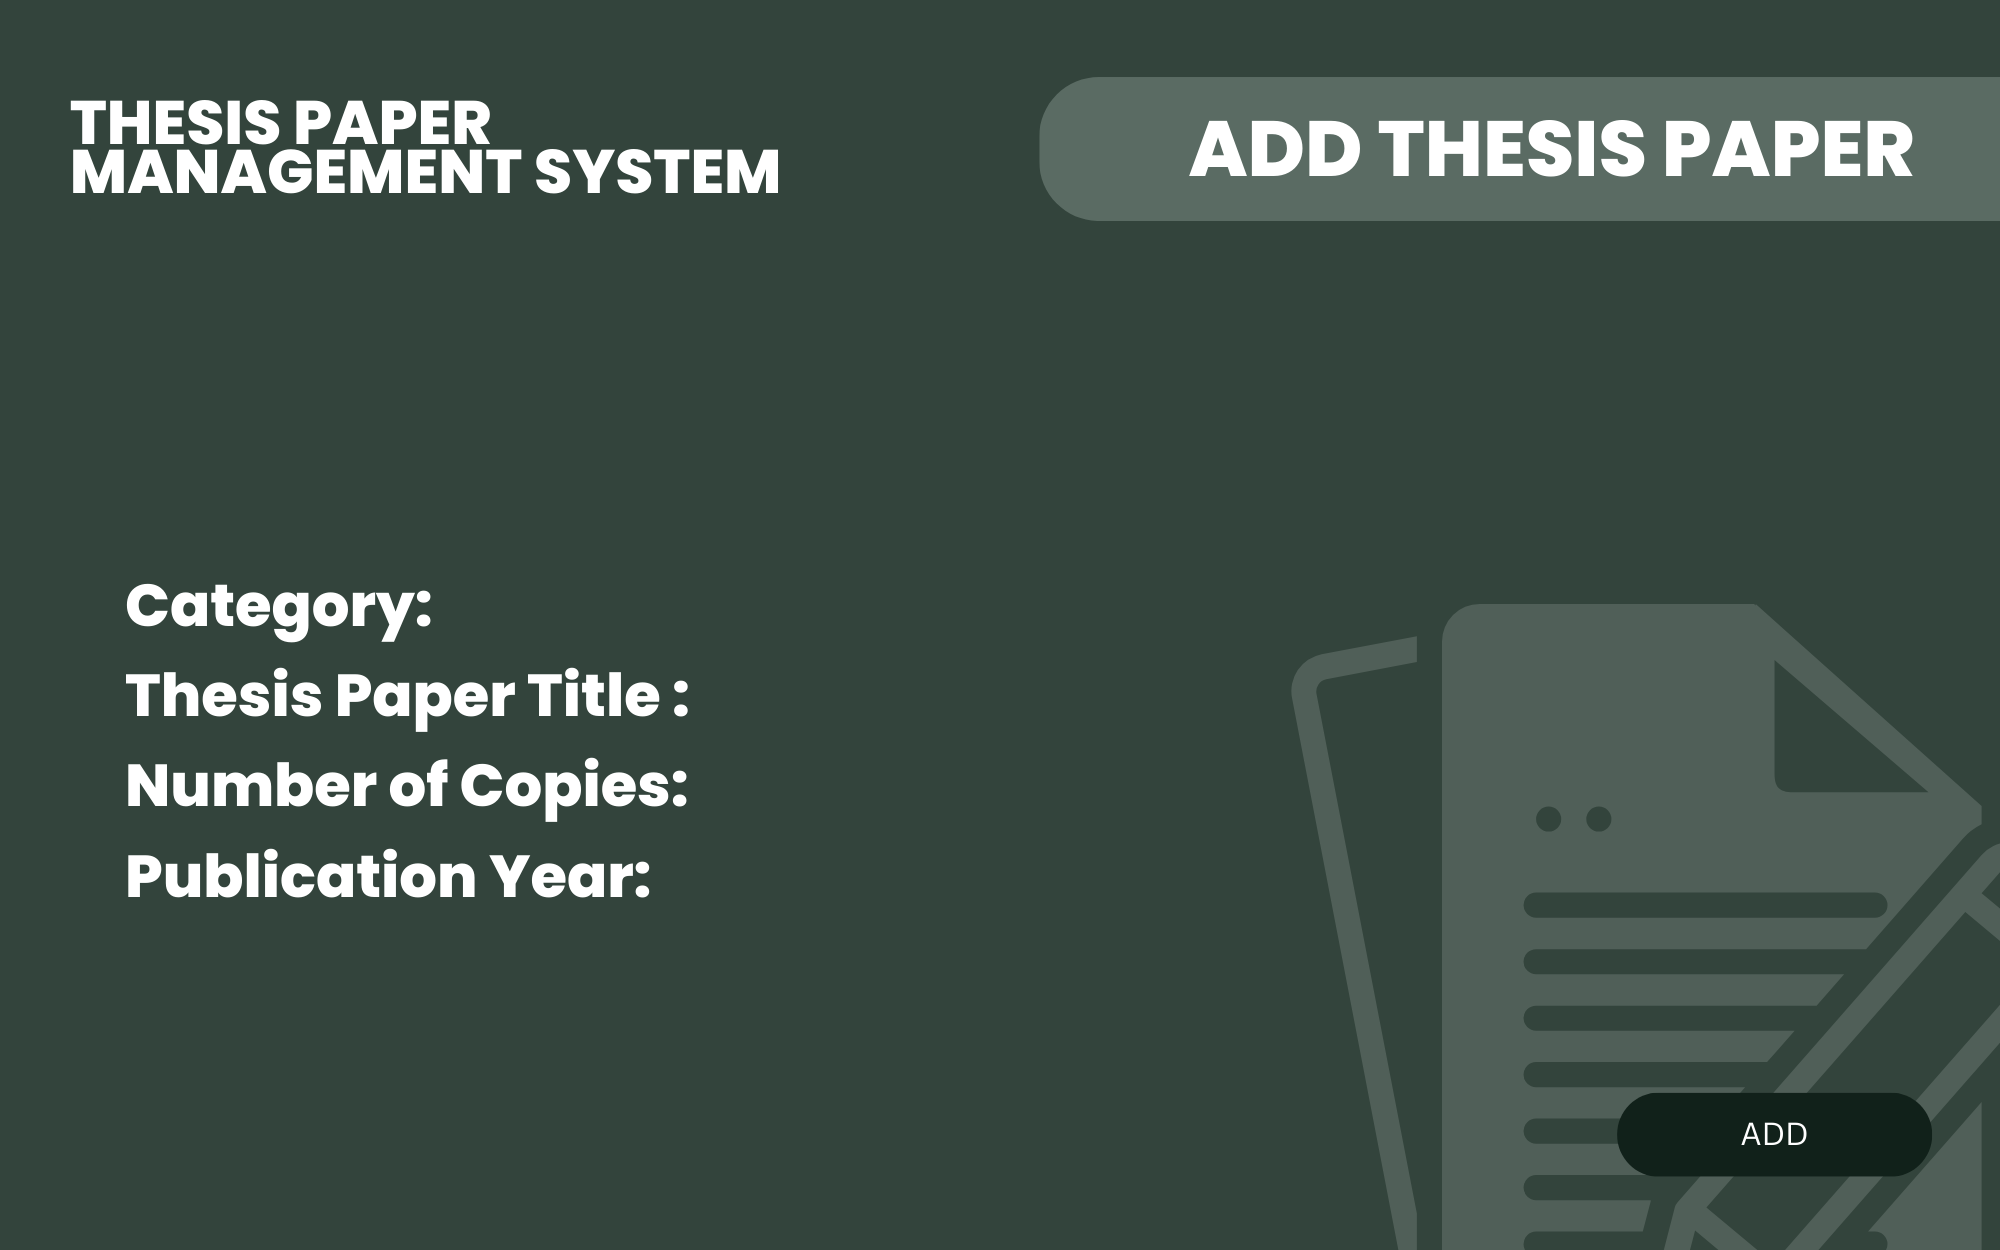 THESIS PAPER
MANAGEMENT SYSTEM
ADD THESIS PAPER
Category:
Thesis Paper Title :
Number of Copies:
Publication Year:
ADD